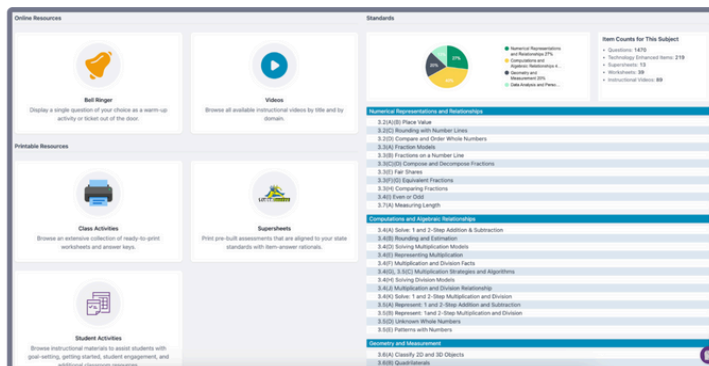 Online Resources
Bell Ringer
Display a single question of your choice as a warm-up
activity or ticket out of the door.
Videos
Browse all available instructional videos by title and by
domain.
Printable Resources
Class Activities
Browse an extensive collection of ready-to-print
worksheets and answer keys.
Supersheets
Print pre-built assessments that are aligned to your state
standards with item-answer rationals.
Student Activities
Browse instructional materials to assist students with
goal-setting, getting started, student engagement, and
additional classroom resources.
Standards
27%
20%
Numerical Representations
and Relationships 27%
Computations and
Algebraic Relationships 4...
Geometry and
Measurement 20%
Data Analysis and Perso...
Item Counts for This Subject
• Questions: 1470
• Technology Enhanced Items: 219
• Supersheets: 13
• Worksheets: 39
• Instructional Videos: 89
Numerical Representations and Relationships
3.2(A)(B) Place Value
3.2(C) Rounding with Number Lines
3.2(D) Compare and Order Whole Numbers
3.3(A) Fraction Models
3.3(B) Fractions on a Number Line
3.3(C)(D) Compose and Decompose Fractions
3.3(E) Fair Shares
3.3(F)(G) Equivalent Fractions
3.3(H) Comparing Fractions
3.4(I) Even or Odd
3.7(A) Measuring Length
Computations and Algebraic Relationships
3.4(A) Solve: 1 and 2-Step Addition & Subtraction
3.4(B) Rounding and Estimation
3.4(D) Solving Multiplication Models
3.4(E) Representing Multiplication
3.4(F) Multiplication and Division Facts
3.4(G), 3.5(C) Multiplication Strategies and Algorithms
3.4(H) Solving Division Models
3.4(J) Multiplication and Division Relationship
3.4(K) Solve: 1 and 2-Step Multiplication and Division
3.5(A) Represent: 1 and 2-Step Addition and Subtraction
3.5(B) Represent: 1and 2-Step Multiplication and Division
3.5(D) Unknown Whole Numbers
3.5(E) Patterns with Numbers
Geometry and Measurement
3.6(A) Classify 2D and 3D Objects
3.6(B) Quadrilaterals